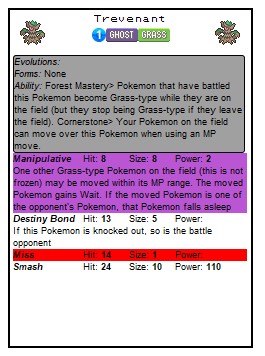 Trevenant
1 GHOST GRASS
Evolutions:
Forms: None
Ability: Forest Mastery> Pokemon that have battled
this Pokemon become Grass-type while they are on
the field (but they stop being Grass-type if they leave
the field). Cornerstone> Your Pokemon on the field
can move over this Pokemon when using an MP
move.
Manipulative Hit: 8 Size: 8 Power: 2
One other Grass-type Pokemon on the field (this is not
frozen) may be moved within its MP range. The moved
Pokemon gains Wait. If the moved Pokemon is one of
the opponent's Pokemon, that Pokemon falls asleep
Destiny Bond Hit: 13 Size: 5 Power:
If this Pokemon is knocked out, so is the battle
opponent
Miss Hit: 14 Size: 1 Power:
Smash Hit: 24 Size: 10 Power: 110